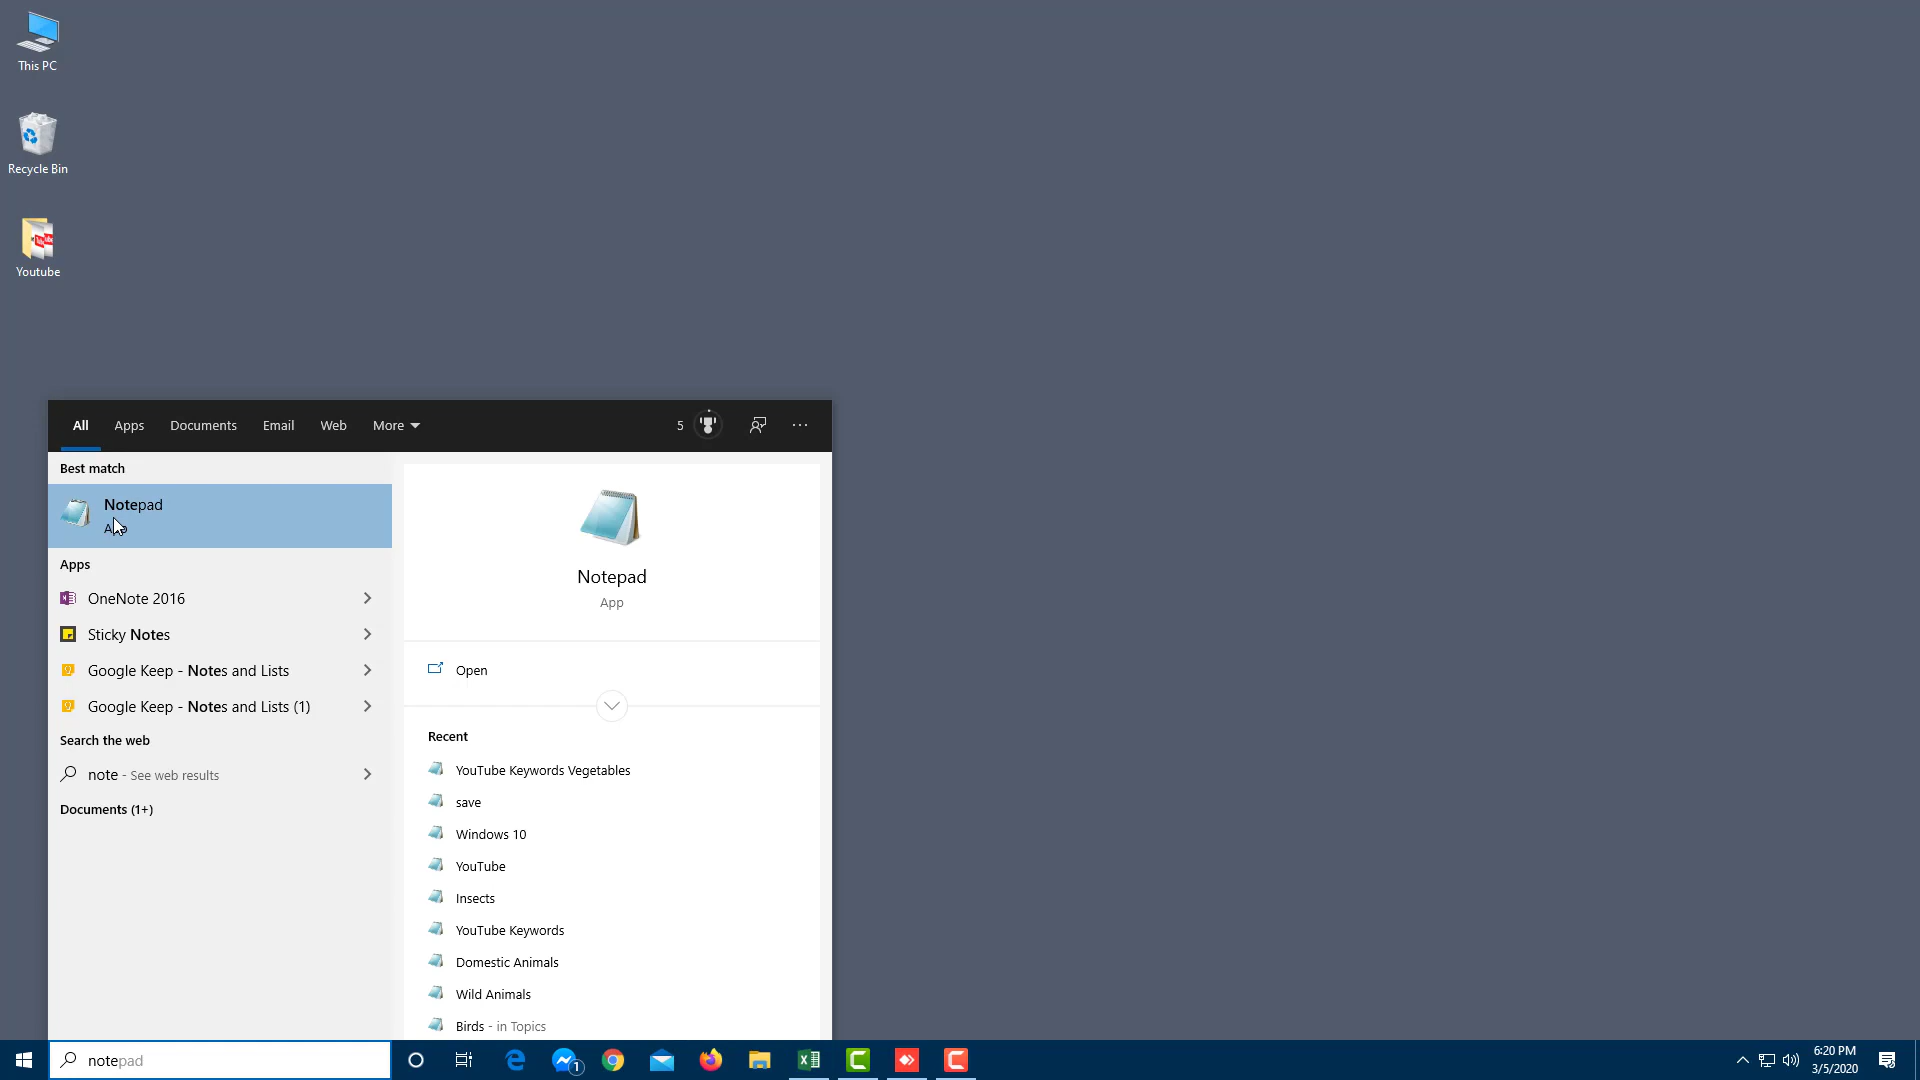 This PC
Recycle Bin
Youtube
All Apps Documents Email Web More 5
Best match
Notepad
App
Apps
OneNote 2016
Sticky Notes
Google Keep - Notes and Lists
Google Keep - Notes and Lists (1)
Search the web
note - See web results
Documents (1+)
Notepad
App
Open
Recent
YouTube Keywords Vegetables
save
Windows 10
YouTube
Insects
YouTube Keywords
Domestic Animals
Wild Animals
Birds - in Topics
notepad
1
6:20 PM
3/5/2020